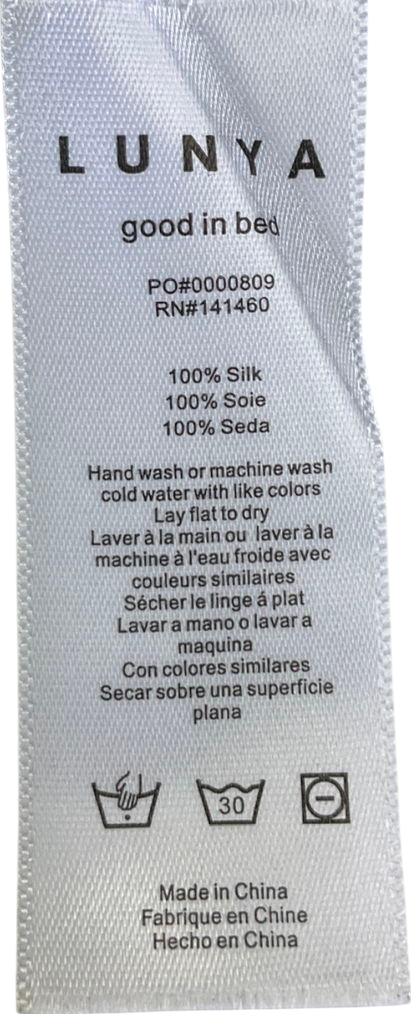 LUNYA
good in bed
PO#0000809
RN#141460
100% Silk
100% Soie
100% Seda
Hand wash or machine wash
cold water with like colors
Lay flat to dry
Laver à la main ou laver à la
machine à l'eau froide avec
couleurs similaires
Sécher le linge á plat
Lavar a mano o lavar a
maquina
Con colores similares
Secar sobre una superficie
plana
30
Made in China
Fabrique en Chine
Hecho en China